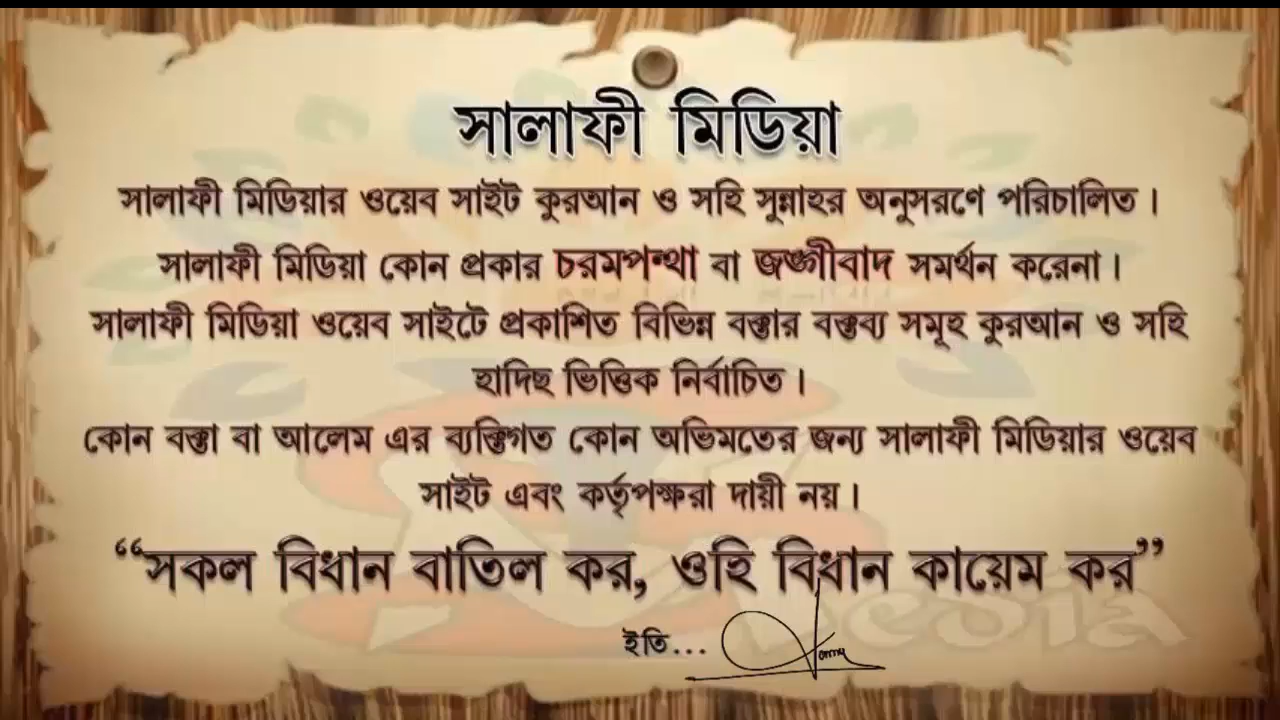 সালাফী মিডিয়া
সালাফী মিডিয়ার ওয়েব সাইট কুরআন ও সহি সুন্নাহর অনুসরণে পরিচালিত।
সালাফী মিডিয়া কোন প্রকার চরমপন্থা বা জঙ্গীবাদ সমর্থন করেনা।
সালাফী মিডিয়া ওয়েব সাইটে প্রকাশিত বিভিন্ন বক্তার বক্তব্য সমূহ কুরআন ও সহি
হাদিছ ভিত্তিক নির্বাচিত।
কোন বক্তা বা আলেম এর ব্যক্তিগত কোন অভিমতের জন্য সালাফী মিডিয়ার ওয়েব
সাইট এবং কর্তৃপক্ষরা দায়ী নয়।
“সকল বিধান বাতিল কর, ওহি বিধান কায়েম কর”
ইতি...